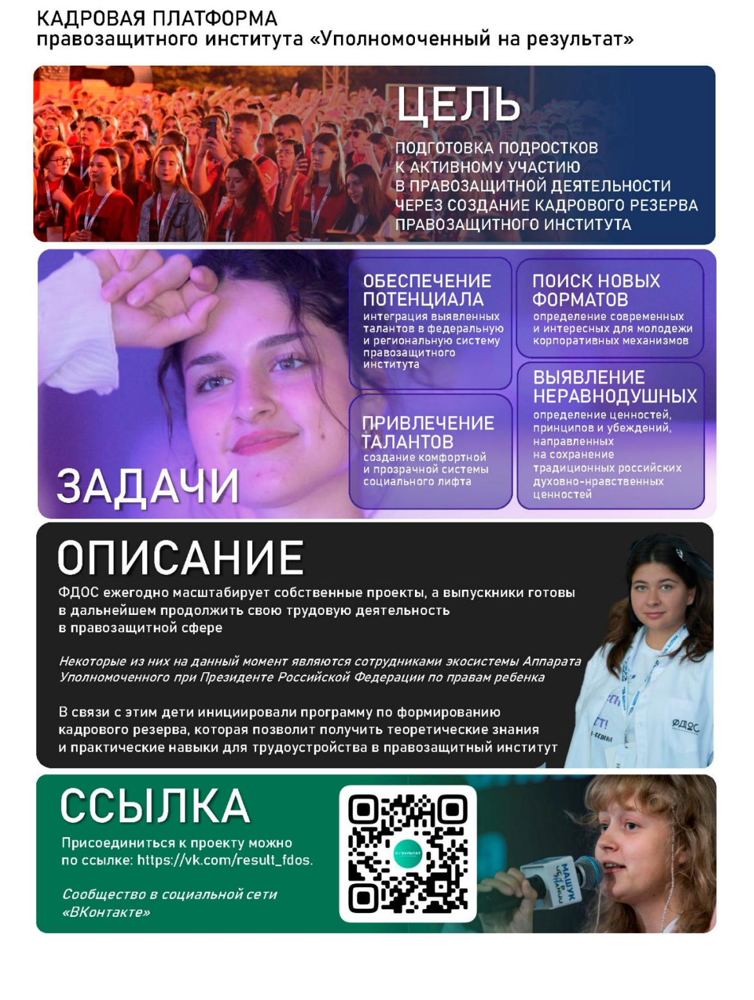 КАДРОВАЯ ПЛАТФОРМА
правозащитного института «Уполномоченный на результат»
ЦЕЛЬ
ПОДГОТОВКА ПОДРОСТКОВ
К АКТИВНОМУ УЧАСТИЮ
В ПРАВОЗАЩИТНОЙ ДЕЯТЕЛЬНОСТИ
ЧЕРЕЗ СОЗДАНИЕ КАДРОВОГО РЕЗЕРВА
ПРАВОЗАЩИТНОГО ИНСТИТУТА
ЗАДАЧИ
ОБЕСПЕЧЕНИЕ
ПОТЕНЦИАЛА
интеграция выявленных
талантов в федеральную
и региональную систему
правозащитного
института
ПОИСК НОВЫХ
ФОРМАТОВ
определение современных
и интересных для молодежи
корпоративных механизмов
ПРИВЛЕЧЕНИЕ
ТАЛАНТОВ
создание комфортной
и прозрачной системы
социального лифта
ВЫЯВЛЕНИЕ
НЕРАВНОДУШНЫХ
определение ценностей,
принципов и убеждений,
направленных
на сохранение
традиционных российских
духовно-нравственных
ценностей
ОПИСАНИЕ
ФДОС ежегодно масштабирует собственные проекты, а выпускники готовы
в дальнейшем продолжить свою трудовую деятельность
в правозащитной сфере
Некоторые из них на данный момент являются сотрудниками экосистемы Аппарата
Уполномоченного при Президенте Российской Федерации по правам ребенка
В связи с этим дети инициировали программу по формированию
кадрового резерва, которая позволит получить теоретические знания
и практические навыки для трудоустройства в правозащитный институт
ФДОС
ССЫЛКА
Присоединиться к проекту можно
по ссылке: https://vk.com/result_fdos.
Сообщество в социальной сети
«ВКонтакте»
МАШУК